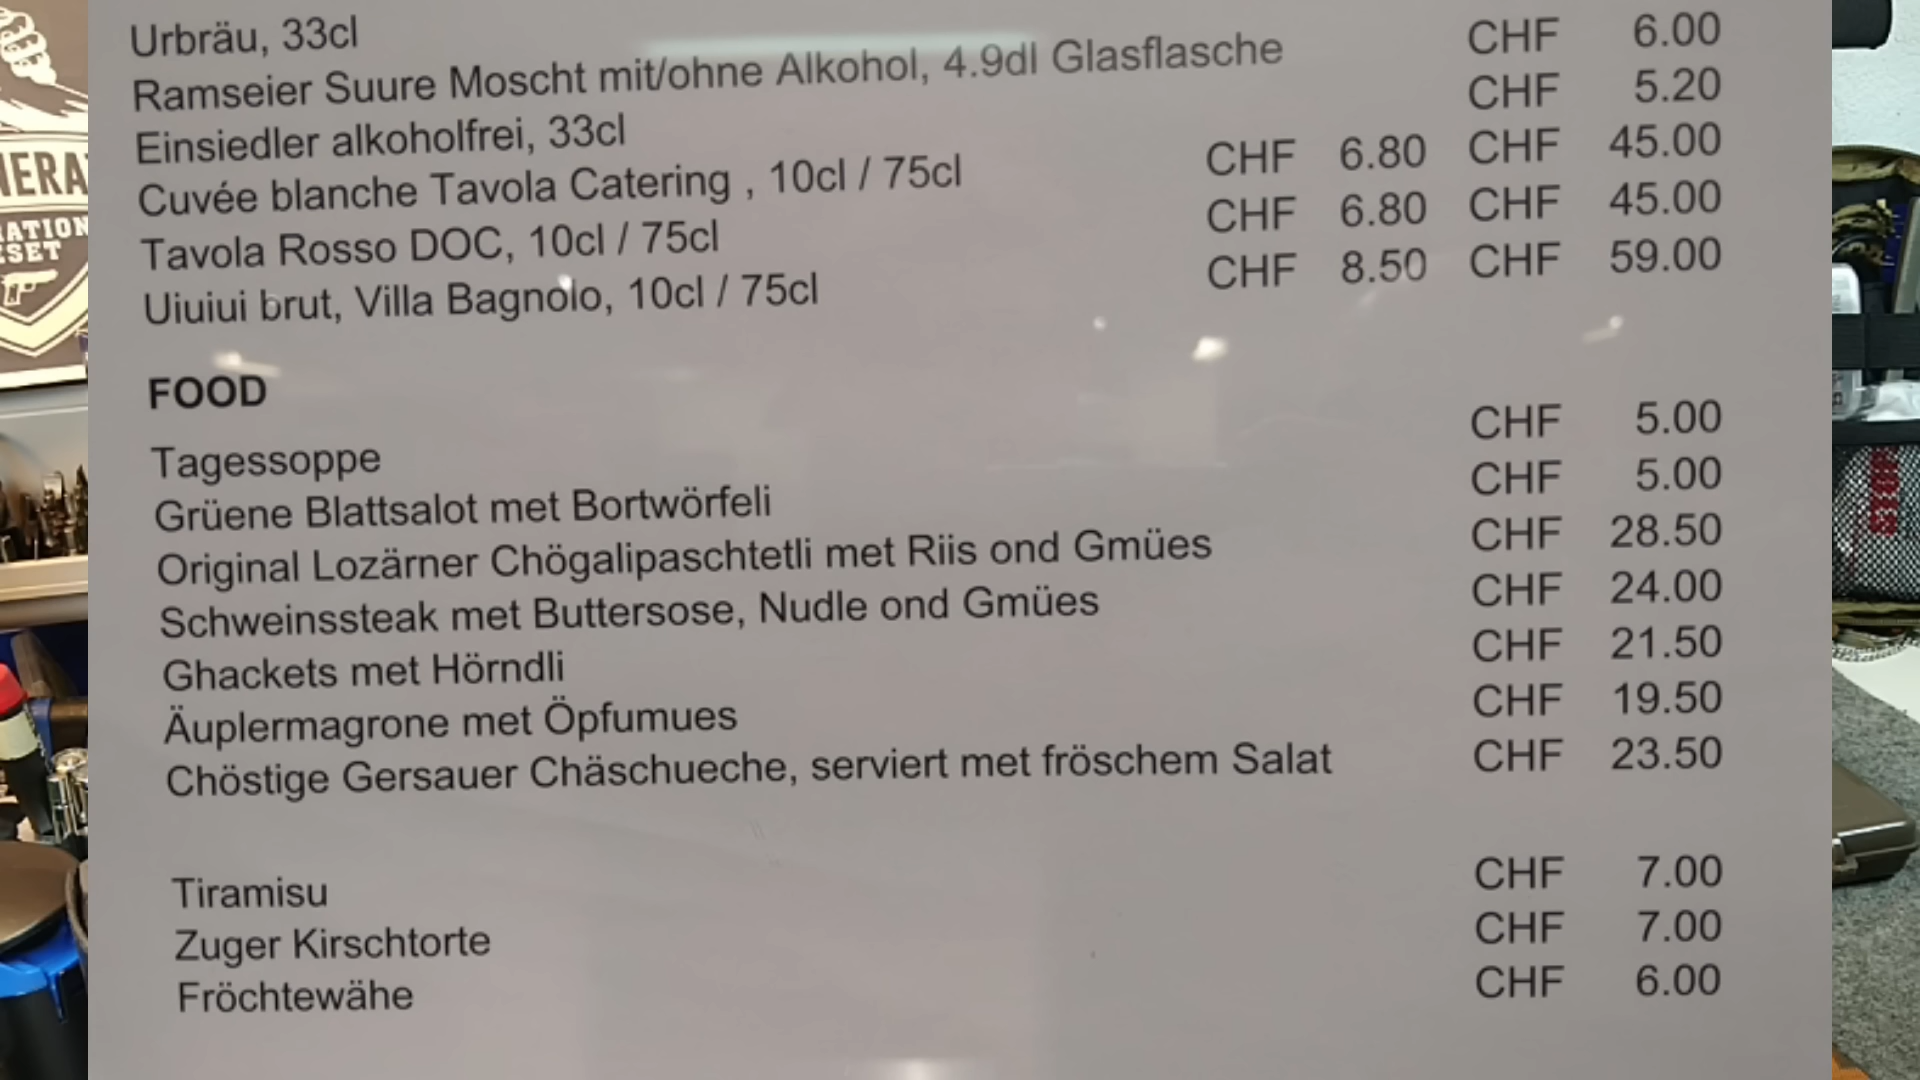 Urbräu, 33cl
Ramseier Suure Moscht mit/ohne Alkohol, 4.9dl Glasflasche CHF 6.00
Einsiedler alkoholfrei, 33cl CHF 5.20
Cuvée blanche Tavola Catering , 10cl / 75cl CHF 6.80 CHF 45.00
Tavola Rosso DOC, 10cl / 75cl CHF 6.80 CHF 45.00
Uiuiui brut, Villa Bagnolo, 10cl / 75cl CHF 8.50 CHF 59.00
FOOD
Tagessoppe CHF 5.00
Grüene Blattsalot met Bortwörfeli CHF 5.00
Original Lozärner Chögalipaschtetli met Riis ond Gmües CHF 28.50
Schweinssteak met Buttersose, Nudle ond Gmües CHF 24.00
Ghackets met Hörndli CHF 21.50
Äuplermagrone met Öpfumues CHF 19.50
Chöstige Gersauer Chäschueche, serviert met fröschem Salat CHF 23.50
Tiramisu CHF 7.00
Zuger Kirschtorte CHF 7.00
Fröchtewähe CHF 6.00